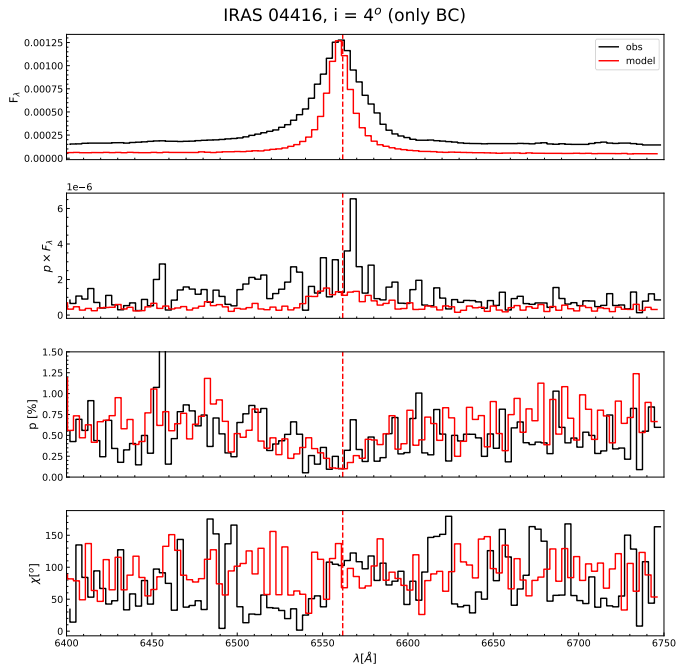 IRAS 04416, i = 4° (only BC)
obs
model
F_λ
0.00125
0.00100
0.00075
0.00050
0.00025
0.00000
1e−6
p × F_λ
6
4
2
0
p [%]
1.50
1.25
1.00
0.75
0.50
0.25
0.00
χ[°]
150
100
50
0
6400 6450 6500 6550 6600 6650 6700 6750
λ[Å]